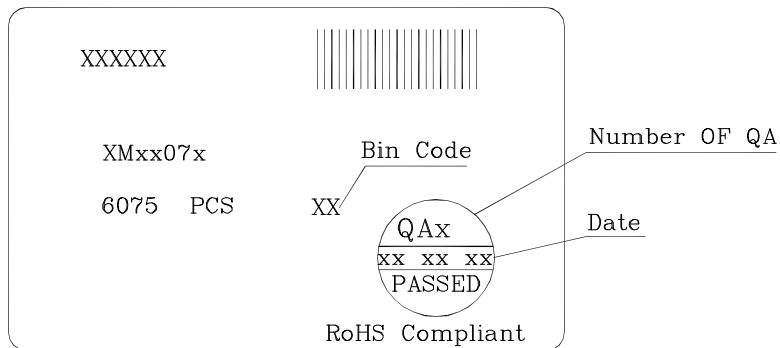 XXXXXX
XMxx07x
Bin Code
Number OF QA
6075 PCS
XX
QAx
Date
xx xx xx
PASSED
RoHS Compliant